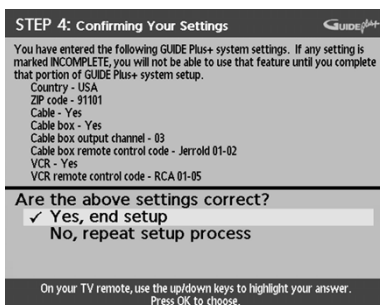 STEP 4: Confirming Your Settings
GUIDE Plus+
You have entered the following GUIDE Plus+ system settings. If any setting is
marked INCOMPLETE, you will not be able to use that feature until you complete
that portion of GUIDE Plus+ system setup.
Country - USA
ZIP code - 91101
Cable - Yes
Cable box - Yes
Cable box output channel - 03
Cable box remote control code - Jerrold 01-02
VCR - Yes
VCR remote control code - RCA 01-05
Are the above settings correct?
✓ Yes, end setup
No, repeat setup process
On your TV remote, use the up/down keys to highlight your answer.
Press OK to choose.